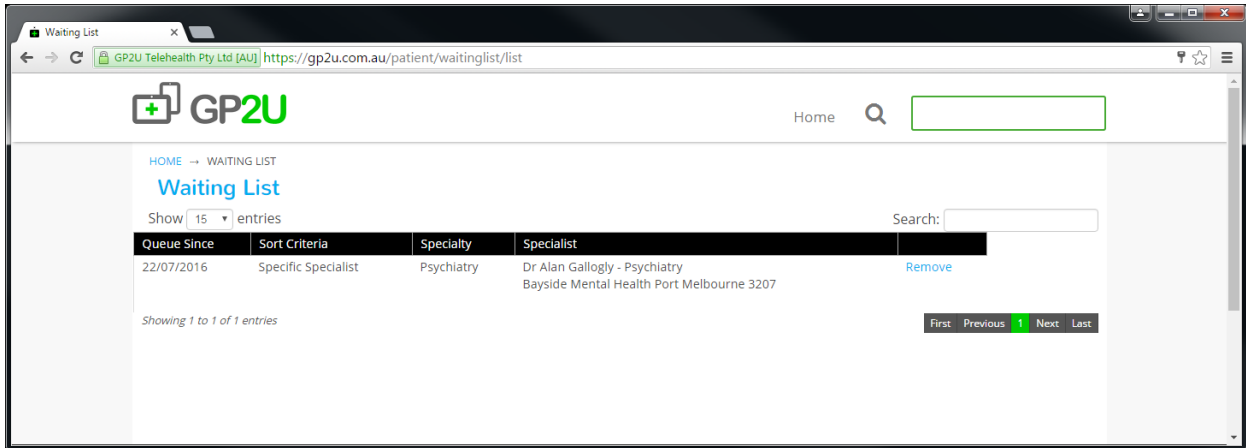 Waiting List
GP2U Telehealth Pty Ltd [AU] https://gp2u.com.au/patient/waitinglist/list
GP2U
Home
HOME → WAITING LIST
Waiting List
Show 15 entries
Search:
Queue Since Sort Criteria Specialty Specialist
22/07/2016 Specific Specialist Psychiatry Dr Alan Gallogly - Psychiatry Remove
Bayside Mental Health Port Melbourne 3207
Showing 1 to 1 of 1 entries
First Previous 1 Next Last